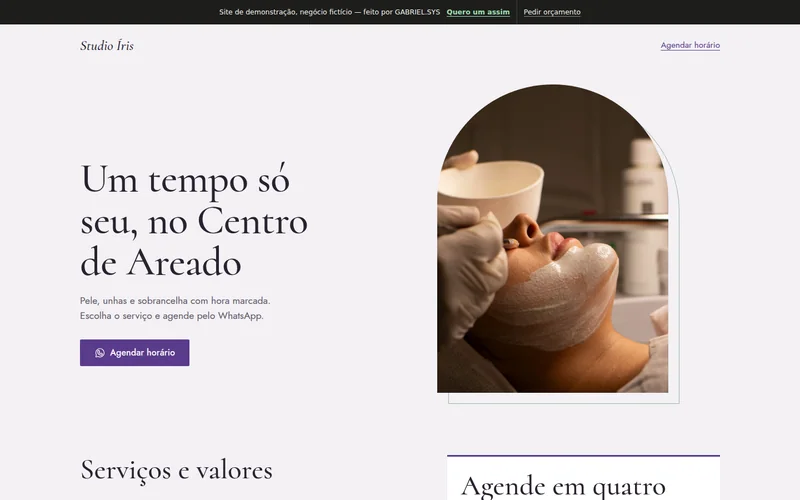 Site de demonstração, negócio fictício — feito por GABRIEL.SYS Quero um assim Pedir orçamento
Studio Íris
Agendar horário
Um tempo só
seu, no Centro
de Areado
Pele, unhas e sobrancelha com hora marcada.
Escolha o serviço e agende pelo WhatsApp.
Agendar horário
Serviços e valores
Agende em quatro